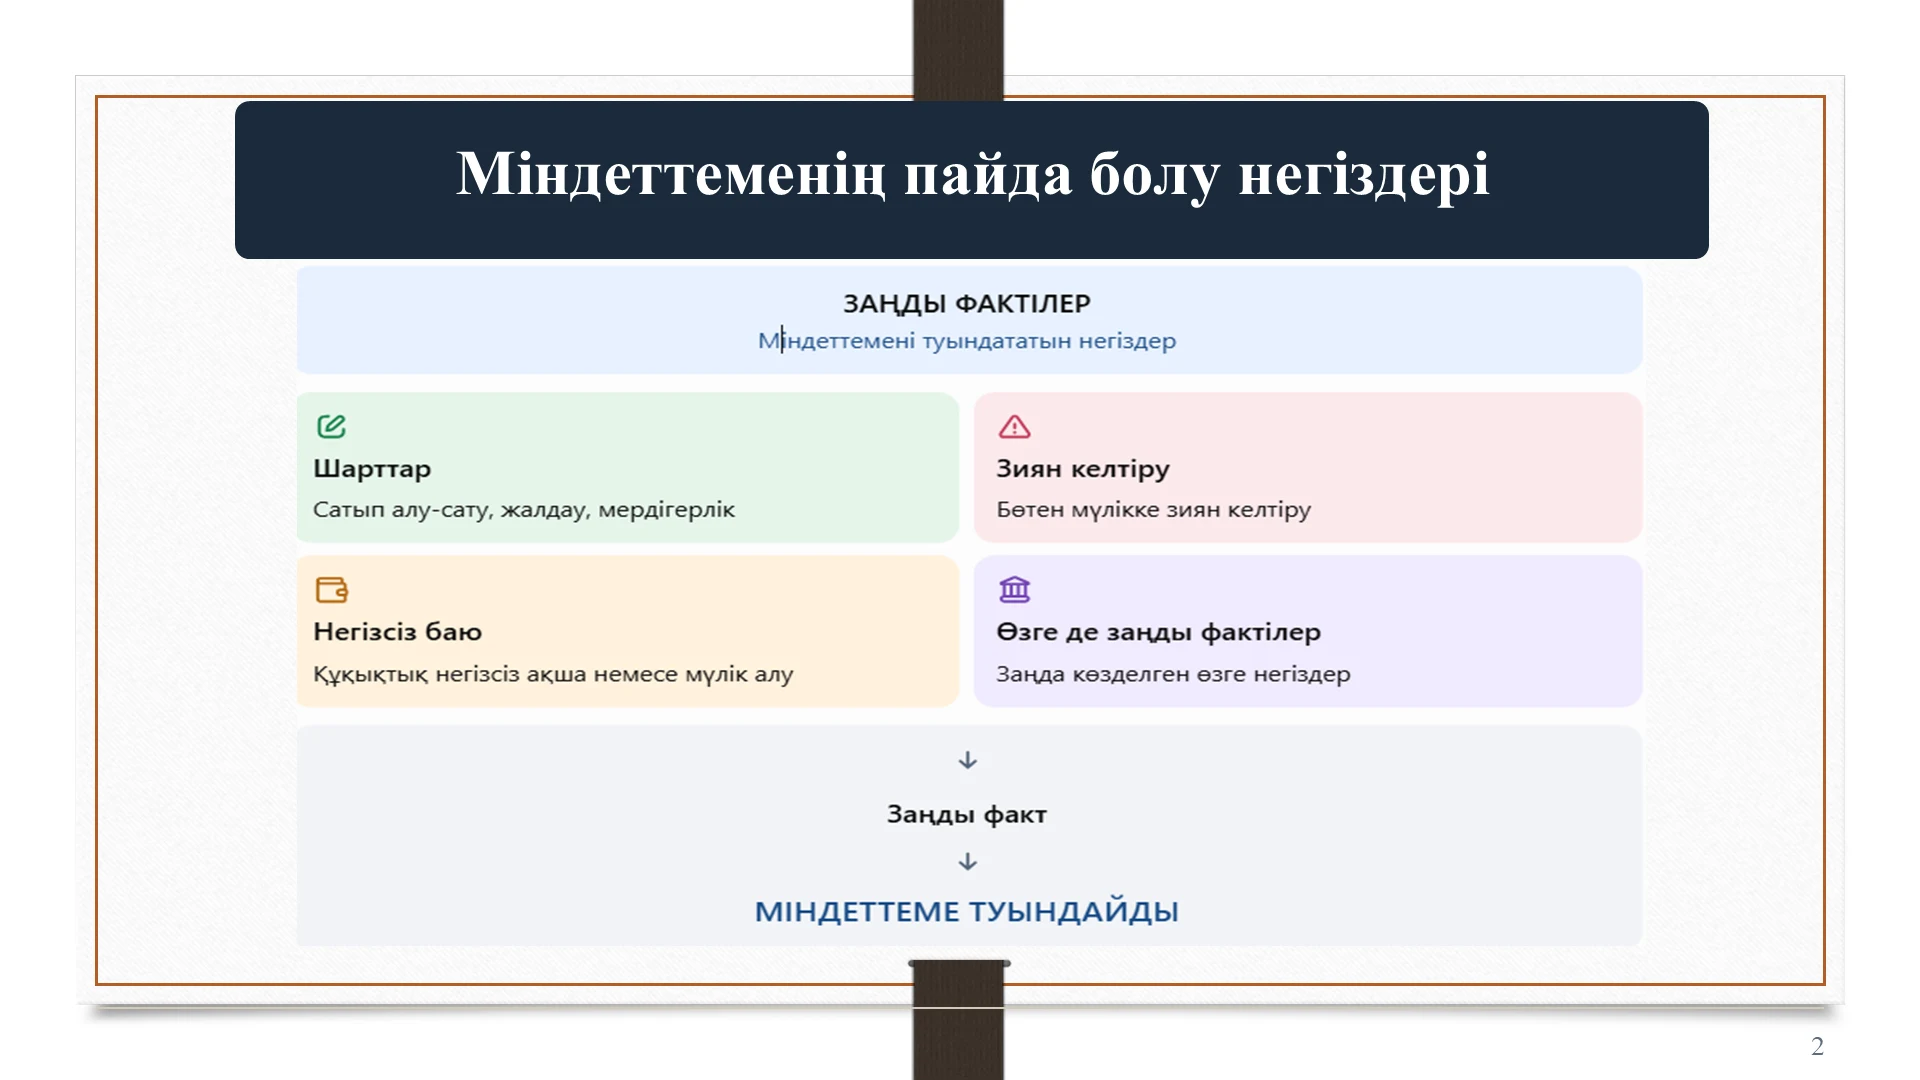 Міндеттеменің пайда болу негіздері
ЗАҢДЫ ФАКТІЛЕР
Міндеттемені туындататын негіздер
Шарттар
Сатып алу-сату, жалдау, мердігерлік
Зиян келтіру
Бөтен мүлікке зиян келтіру
Негізсіз баю
Құқықтық негізсіз ақша немесе мүлік алу
Өзге де заңды фактілер
Заңда көзделген өзге негіздер
Заңды факт
МІНДЕТТЕМЕ ТУЫНДАЙДЫ
2